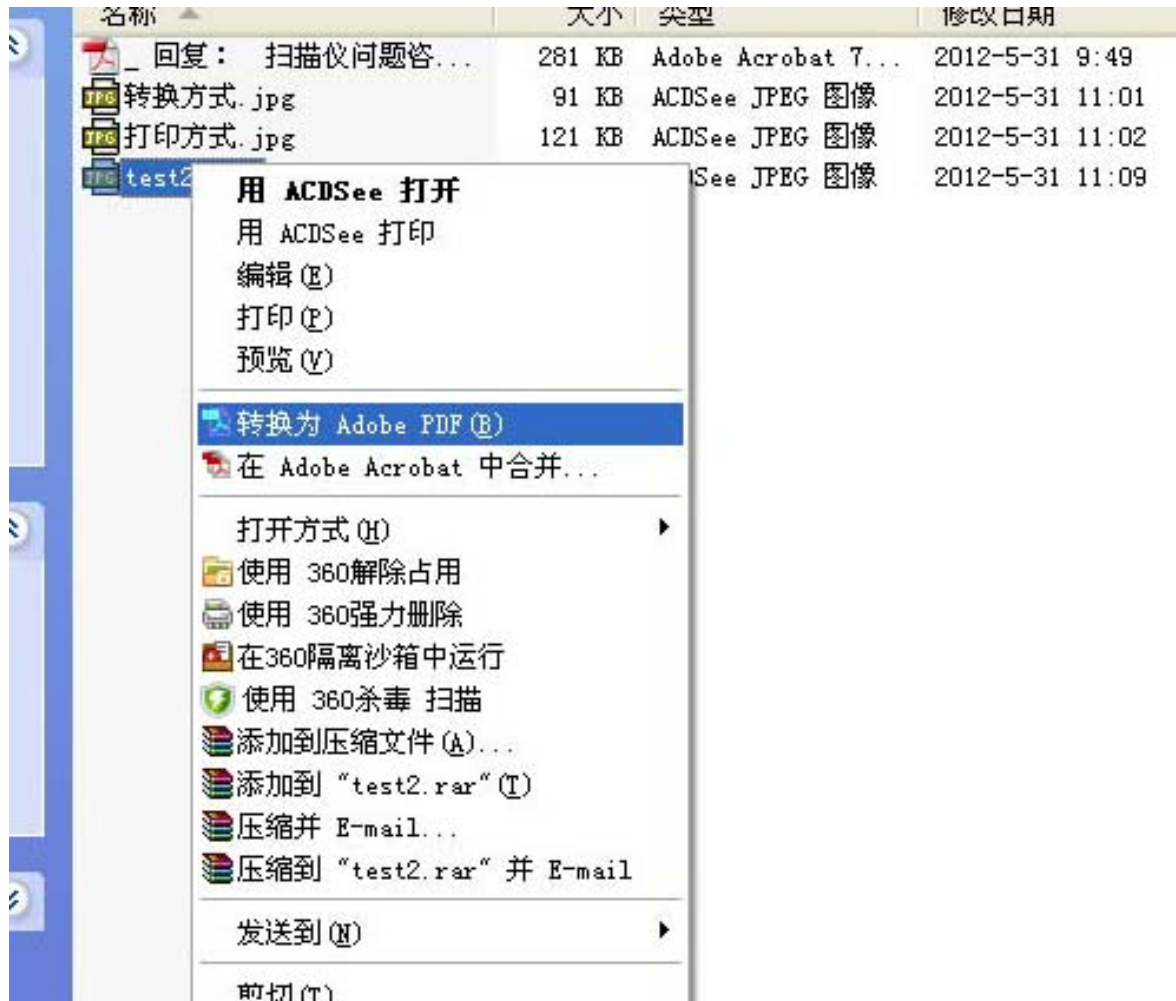 名称 大小 类型 修改日期
_ 回复： 扫描仪问题咨... 281 KB Adobe Acrobat 7... 2012-5-31 9:49
转换方式.jpg 91 KB ACDSee JPEG 图像 2012-5-31 11:01
打印方式.jpg 121 KB ACDSee JPEG 图像 2012-5-31 11:02
test2 See JPEG 图像 2012-5-31 11:09
用 ACDSee 打开
用 ACDSee 打印
编辑(E)
打印(P)
预览(V)
转换为 Adobe PDF(B)
在 Adobe Acrobat 中合并...
打开方式(H)
使用 360解除占用
使用 360强力删除
在360隔离沙箱中运行
使用 360杀毒 扫描
添加到压缩文件(A)...
添加到 "test2.rar"(T)
压缩并 E-mail...
压缩到 "test2.rar" 并 E-mail
发送到(N)
剪切(T)